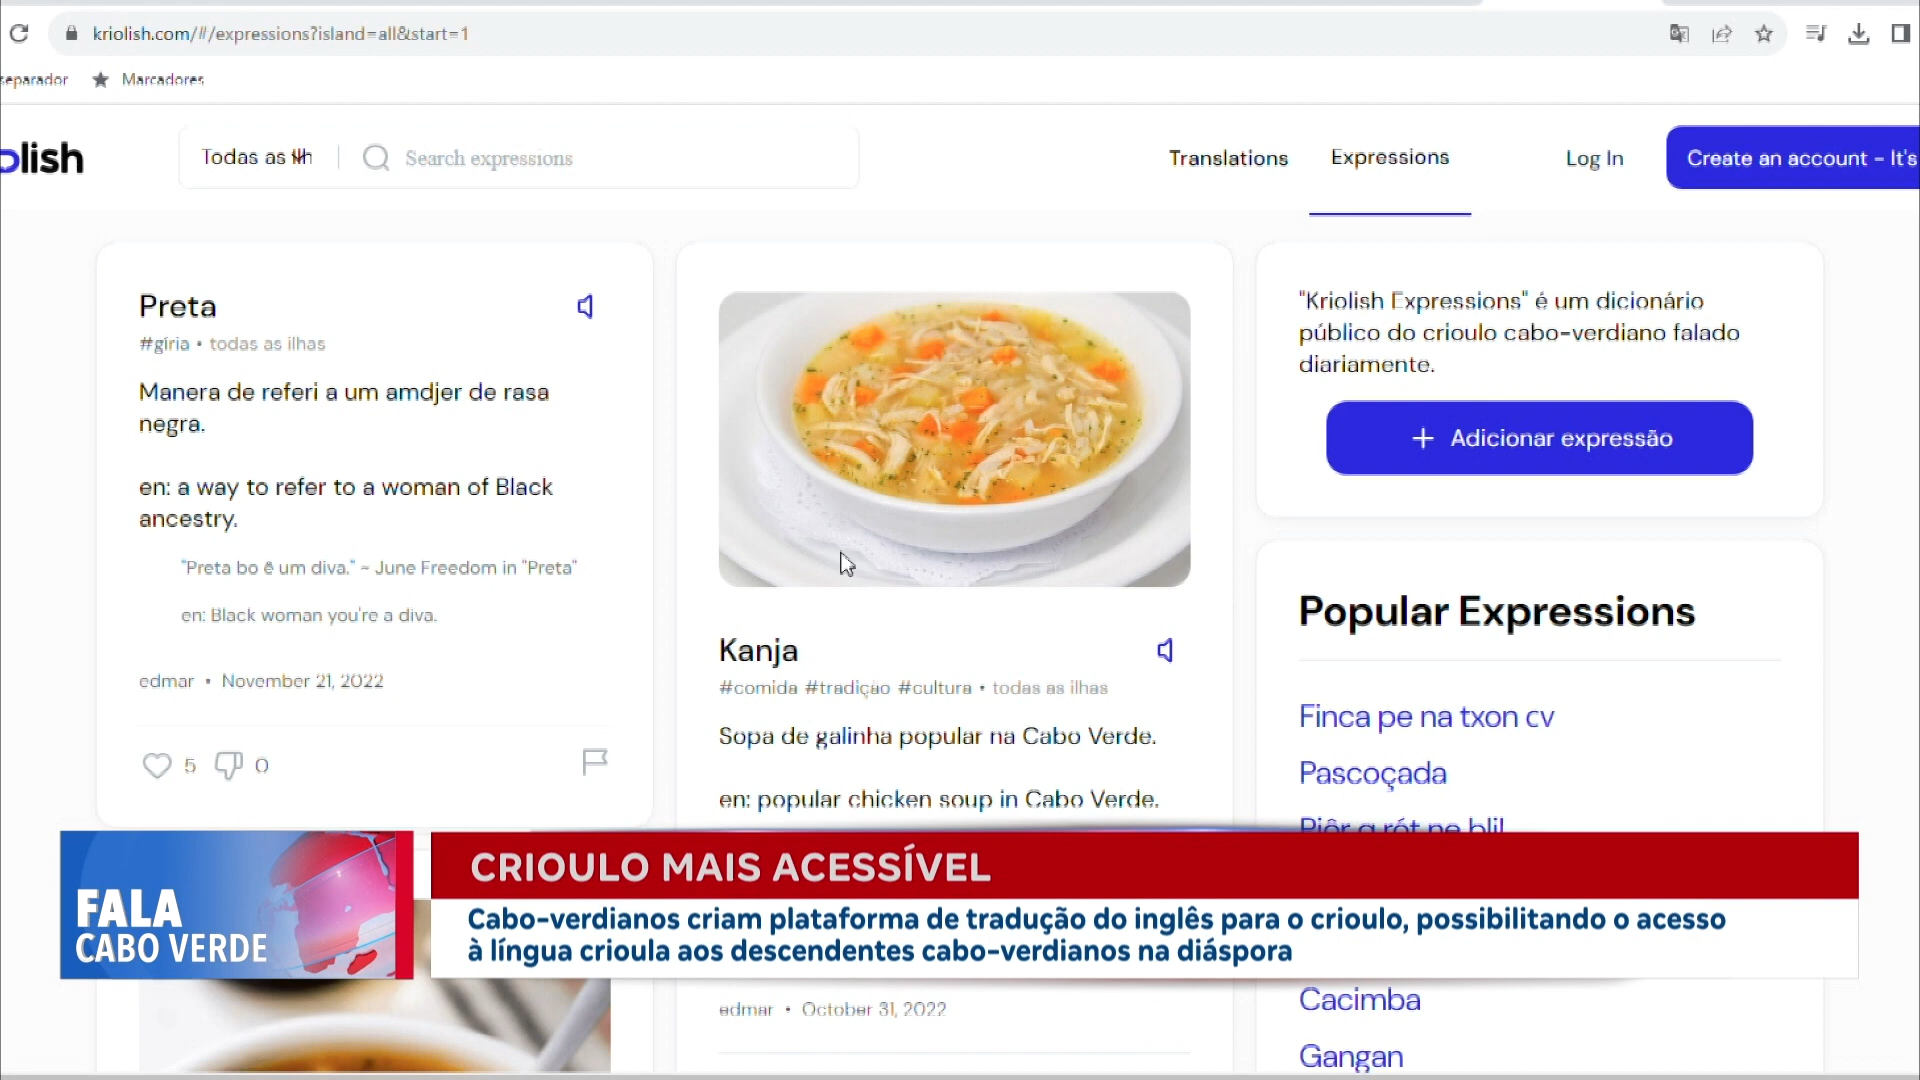 kriolish.com/#/expressions?island=all&start=1
separador
Marcadores
olish
Todas as Ilh
Search expressions
Translations
Expressions
Log In
Create an account - It's
Preta
#gíria • todas as ilhas
Manera de referi a um amdjer de rasa
negra.
en: a way to refer to a woman of Black
ancestry.
"Preta bo ê um diva." ~ June Freedom in "Preta"
en: Black woman you're a diva.
edmar • November 21, 2022
5
0
Kanja
#comida #tradiçao #cultura • todas as ilhas
Sopa de galinha popular na Cabo Verde.
en: popular chicken soup in Cabo Verde.
edmar • October 31, 2022
"Kriolish Expressions" é um dicionário
público do crioulo cabo-verdiano falado
diariamente.
+ Adicionar expressão
Popular Expressions
Finca pe na txon cv
Pascoçada
Cacimba
Gangan
FALA
CABO VERDE
CRIOULO MAIS ACESSÍVEL
Cabo-verdianos criam plataforma de tradução do inglês para o crioulo, possibilitando o acesso
à língua crioula aos descendentes cabo-verdianos na diáspora